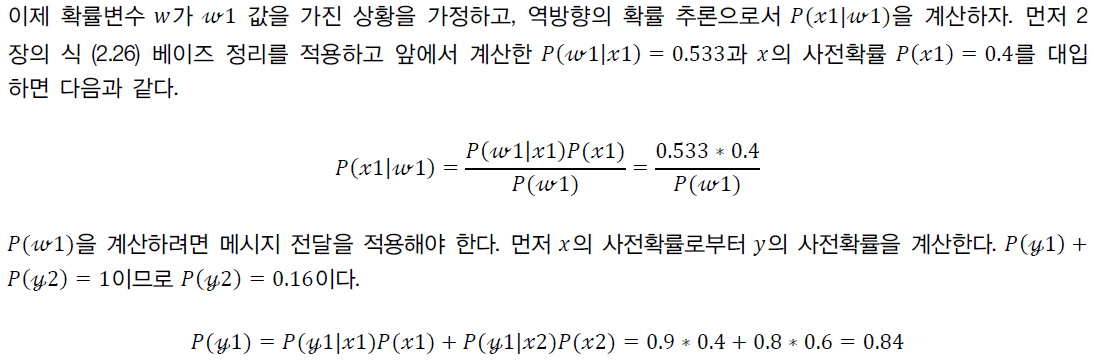 이제 확률변수 w가 w1 값을 가진 상황을 가정하고, 역방향의 확률 추론으로서 P(x1|w1)을 계산하자. 먼저 2
장의 식 (2.26) 베이즈 정리를 적용하고 앞에서 계산한 P(w1|x1) = 0.533과 x의 사전확률 P(x1) = 0.4를 대입
하면 다음과 같다.
P(x1|w1) = P(w1|x1)P(x1) / P(w1) = 0.533 * 0.4 / P(w1)
P(w1)을 계산하려면 메시지 전달을 적용해야 한다. 먼저 x의 사전확률로부터 y의 사전확률을 계산한다. P(y1) +
P(y2) = 1이므로 P(y2) = 0.16이다.
P(y1) = P(y1|x1)P(x1) + P(y1|x2)P(x2) = 0.9 * 0.4 + 0.8 * 0.6 = 0.84